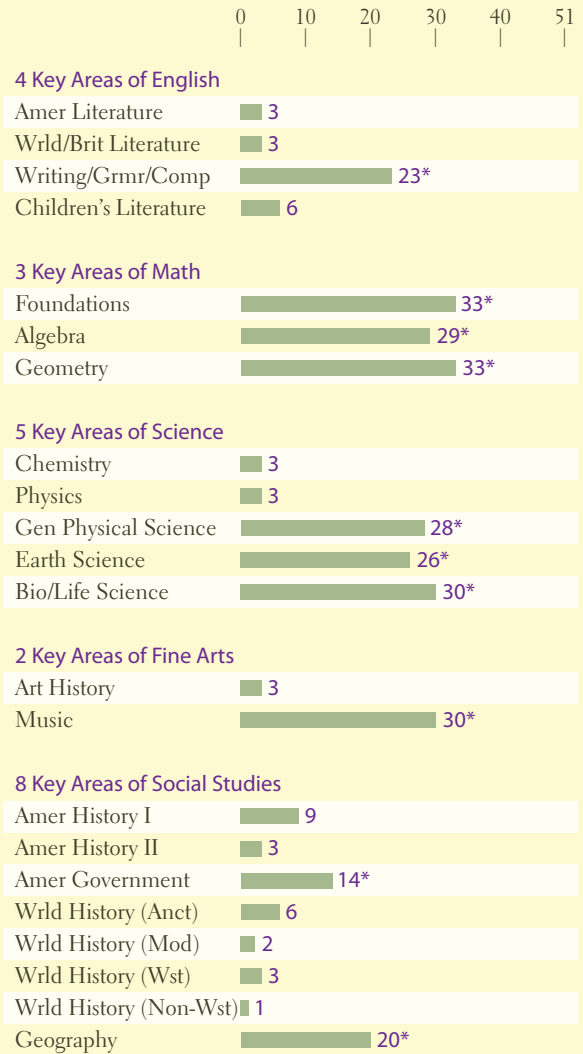 0 10 20 30 40 51
4 Key Areas of English
Amer Literature 3
Wrld/Brit Literature 3
Writing/Grmr/Comp 23*
Children's Literature 6
3 Key Areas of Math
Foundations 33*
Algebra 29*
Geometry 33*
5 Key Areas of Science
Chemistry 3
Physics 3
Gen Physical Science 28*
Earth Science 26*
Bio/Life Science 30*
2 Key Areas of Fine Arts
Art History 3
Music 30*
8 Key Areas of Social Studies
Amer History I 9
Amer History II 3
Amer Government 14*
Wrld History (Anct) 6
Wrld History (Mod) 2
Wrld History (Wst) 3
Wrld History (Non-Wst) 1
Geography 20*